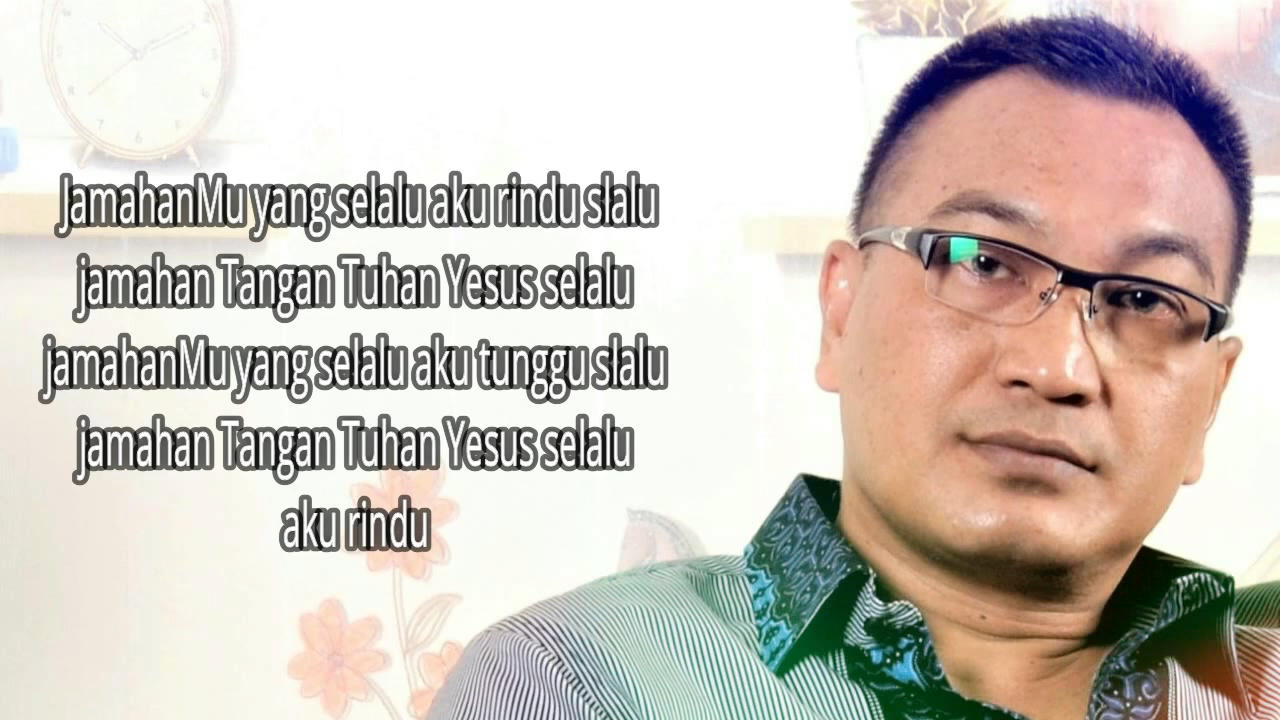 JamahanMu yang selalu aku rindu slalu
jamahan Tangan Tuhan Yesus selalu
jamahanMu yang selalu aku tunggu slalu
jamahan Tangan Tuhan Yesus selalu
aku rindu